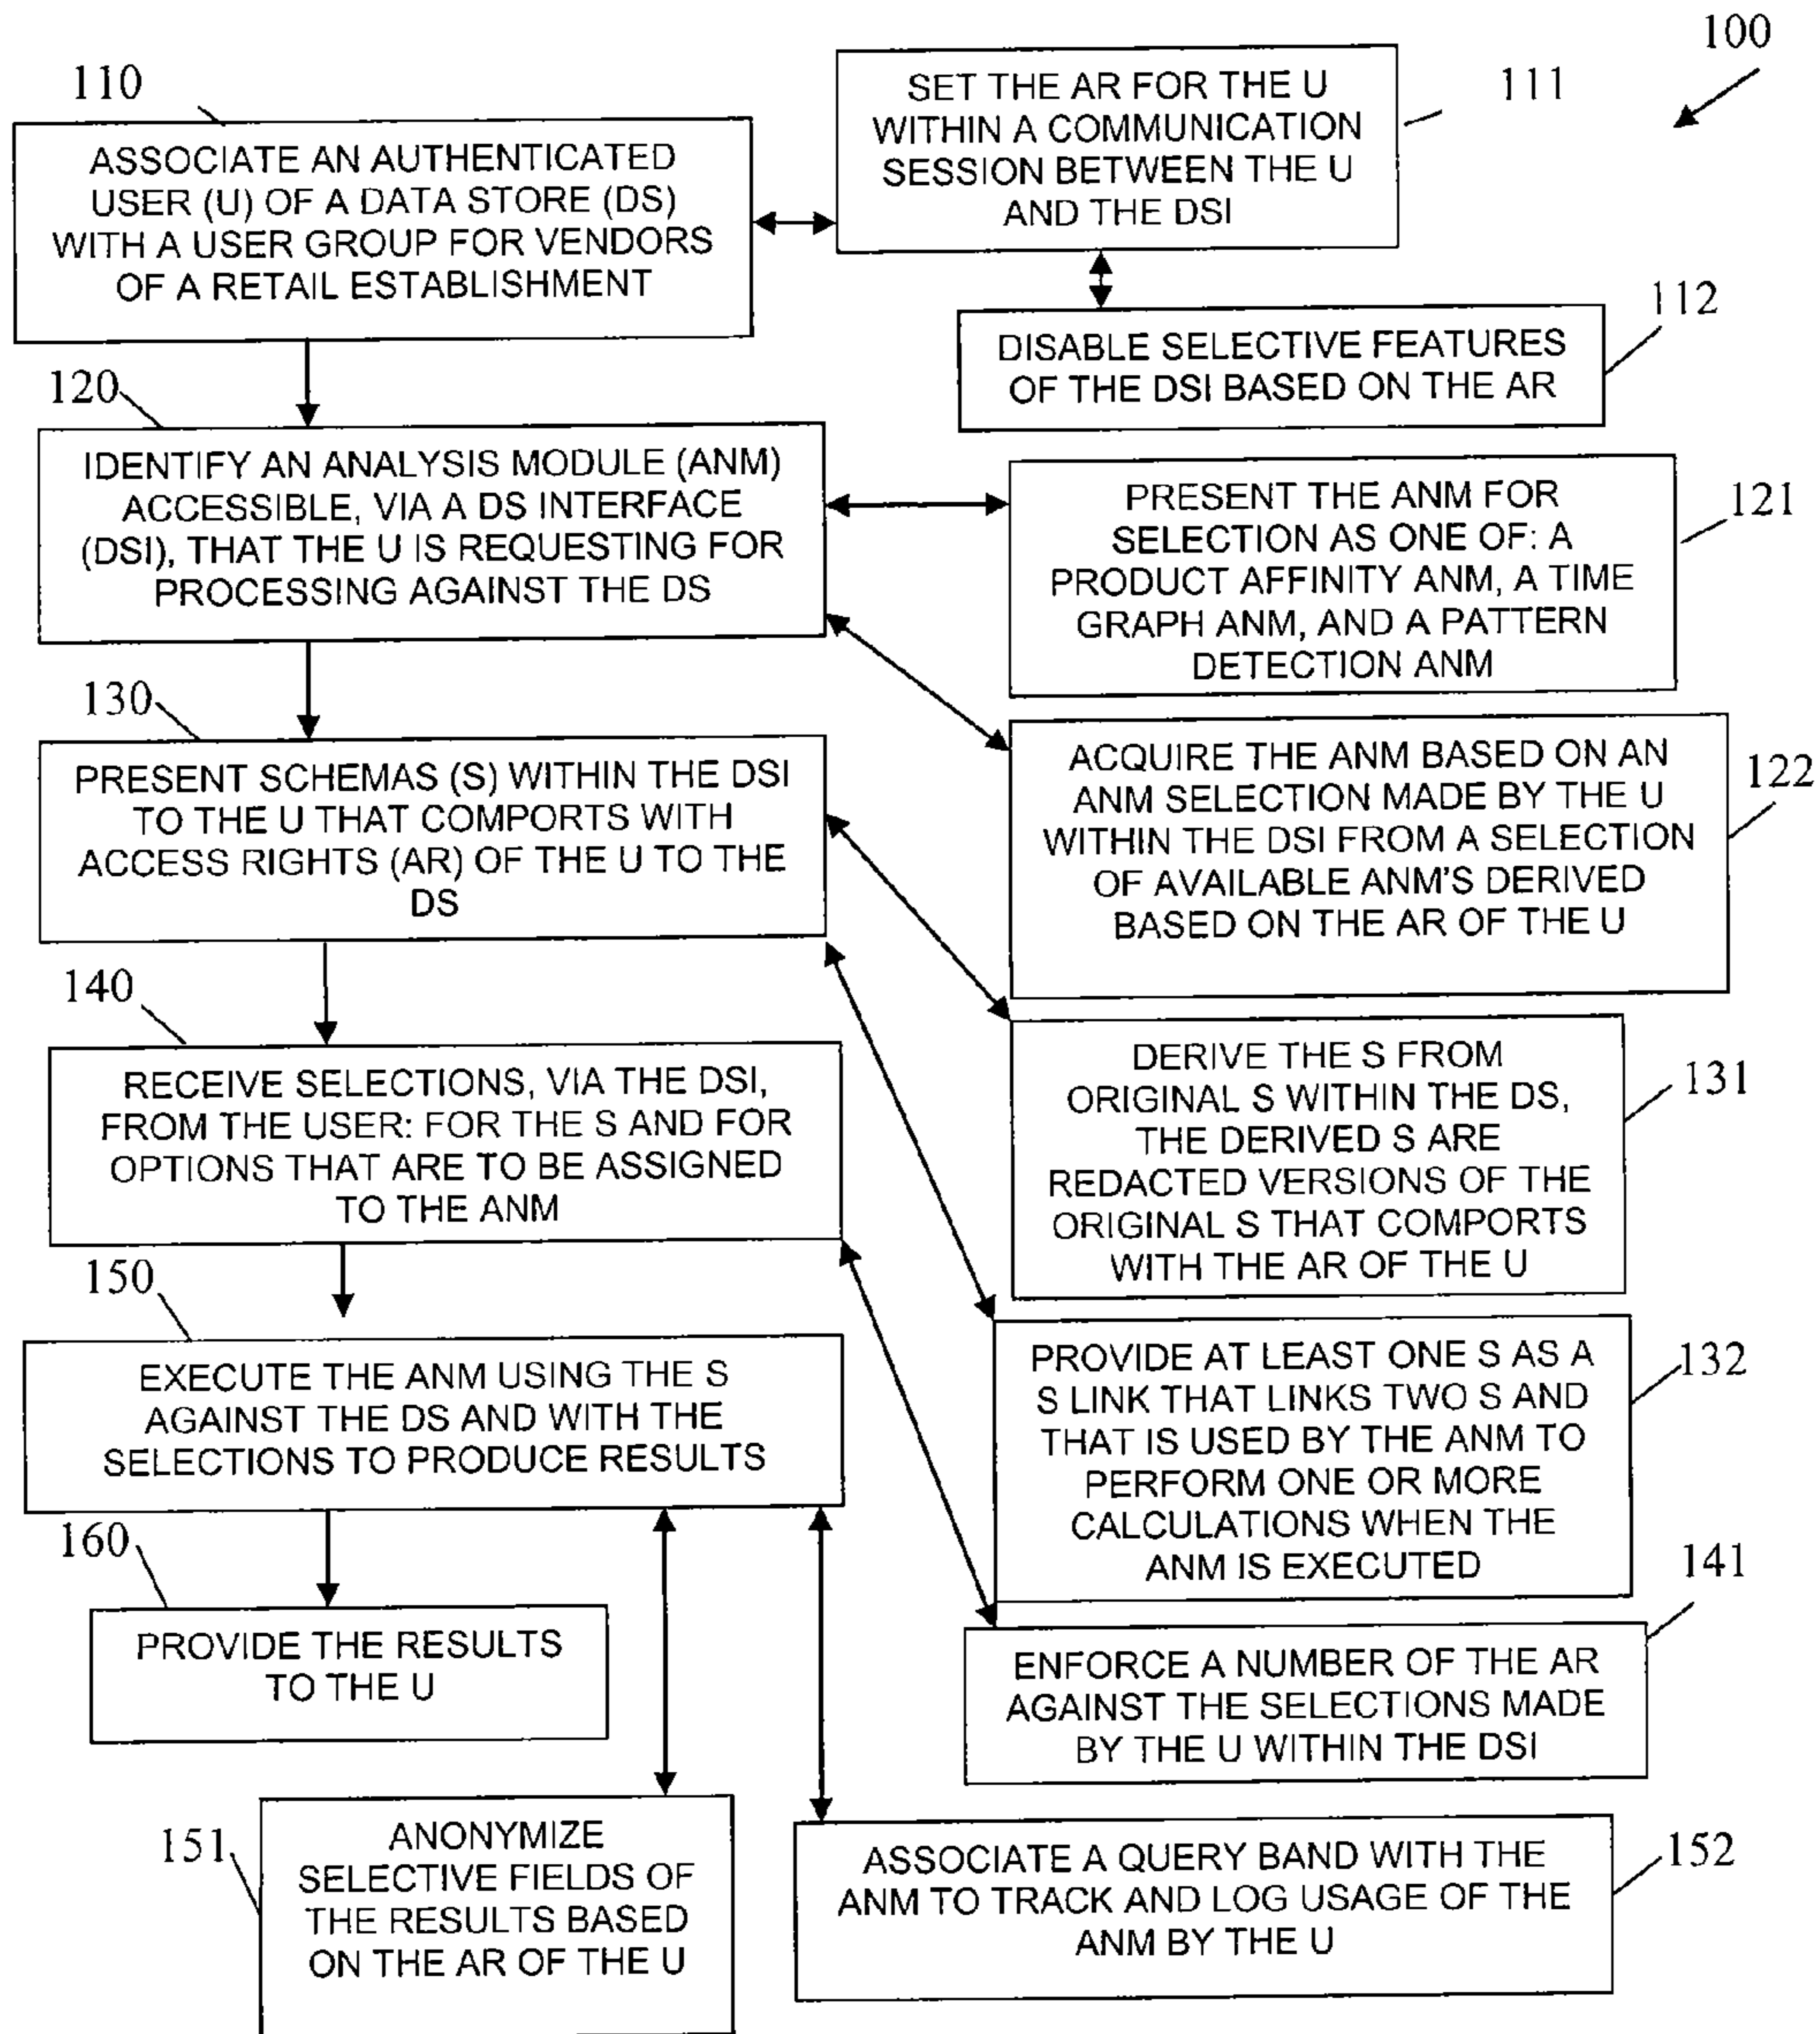 100
110
ASSOCIATE AN AUTHENTICATED
USER (U) OF A DATA STORE (DS)
WITH A USER GROUP FOR VENDORS
OF A RETAIL ESTABLISHMENT
SET THE AR FOR THE U
WITHIN A COMMUNICATION
SESSION BETWEEN THE U
AND THE DSI
111
112
DISABLE SELECTIVE FEATURES
OF THE DSI BASED ON THE AR
120
IDENTIFY AN ANALYSIS MODULE (ANM)
ACCESSIBLE, VIA A DS INTERFACE
(DSI), THAT THE U IS REQUESTING FOR
PROCESSING AGAINST THE DS
PRESENT THE ANM FOR
SELECTION AS ONE OF: A
PRODUCT AFFINITY ANM, A TIME
GRAPH ANM, AND A PATTERN
DETECTION ANM
121
130
PRESENT SCHEMAS (S) WITHIN THE DSI
TO THE U THAT COMPORTS WITH
ACCESS RIGHTS (AR) OF THE U TO THE
DS
ACQUIRE THE ANM BASED ON AN
ANM SELECTION MADE BY THE U
WITHIN THE DSI FROM A SELECTION
OF AVAILABLE ANM'S DERIVED
BASED ON THE AR OF THE U
122
140
RECEIVE SELECTIONS, VIA THE DSI,
FROM THE USER: FOR THE S AND FOR
OPTIONS THAT ARE TO BE ASSIGNED
TO THE ANM
DERIVE THE S FROM
ORIGINAL S WITHIN THE DS,
THE DERIVED S ARE
REDACTED VERSIONS OF THE
ORIGINAL S THAT COMPORTS
WITH THE AR OF THE U
131
150
EXECUTE THE ANM USING THE S
AGAINST THE DS AND WITH THE
SELECTIONS TO PRODUCE RESULTS
PROVIDE AT LEAST ONE S AS A
S LINK THAT LINKS TWO S AND
THAT IS USED BY THE ANM TO
PERFORM ONE OR MORE
CALCULATIONS WHEN THE
ANM IS EXECUTED
132
160
PROVIDE THE RESULTS
TO THE U
141
ENFORCE A NUMBER OF THE AR
AGAINST THE SELECTIONS MADE
BY THE U WITHIN THE DSI
151
ANONYMIZE
SELECTIVE FIELDS OF
THE RESULTS BASED
ON THE AR OF THE U
ASSOCIATE A QUERY BAND WITH THE
ANM TO TRACK AND LOG USAGE OF THE
ANM BY THE U
152